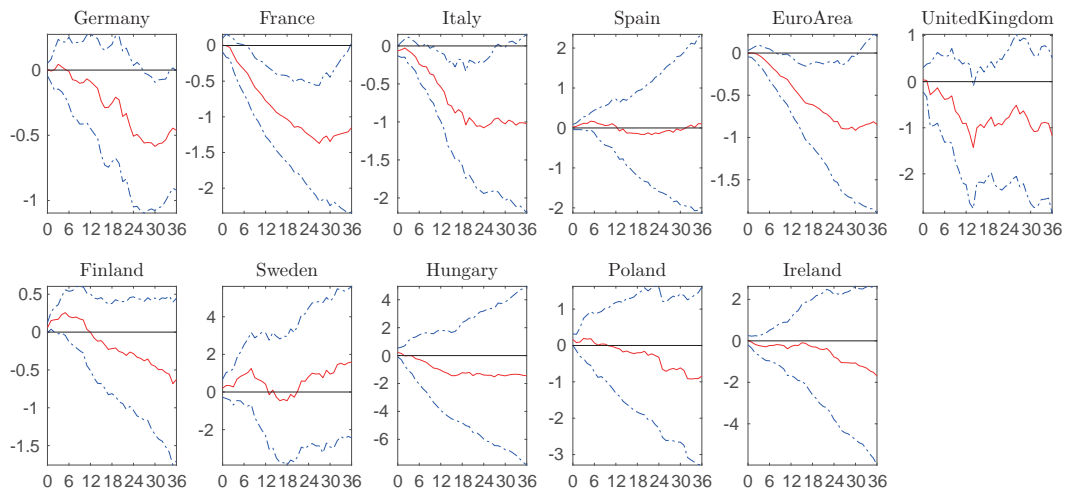 Germany France Italy Spain EuroArea UnitedKingdom
0 -0.5 -1
0 -0.5 -1 -1.5 -2
0 -0.5 -1 -1.5 -2
2 1 0 -1 -2
0 -0.5 -1 -1.5
1 0 -1 -2
0 6 12 18 24 30 36 0 6 12 18 24 30 36 0 6 12 18 24 30 36 0 6 12 18 24 30 36 0 6 12 18 24 30 36 0 6 12 18 24 30 36
Finland Sweden Hungary Poland Ireland
0.5 0 -0.5 -1 -1.5
4 2 0 -2
4 2 0 -2 -4 -6
1 0 -1 -2 -3
2 0 -2 -4
0 6 12 18 24 30 36 0 6 12 18 24 30 36 0 6 12 18 24 30 36 0 6 12 18 24 30 36 0 6 12 18 24 30 36